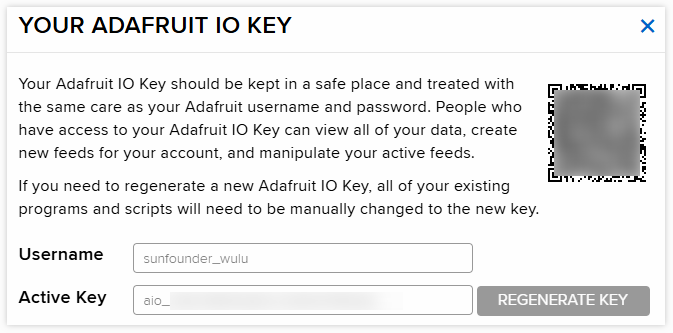 YOUR ADAFRUIT IO KEY
Your Adafruit IO Key should be kept in a safe place and treated with
the same care as your Adafruit username and password. People who
have access to your Adafruit IO Key can view all of your data, create
new feeds for your account, and manipulate your active feeds.
If you need to regenerate a new Adafruit IO Key, all of your existing
programs and scripts will need to be manually changed to the new key.
Username
sunfounder_wulu
Active Key
aio_
REGENERATE KEY